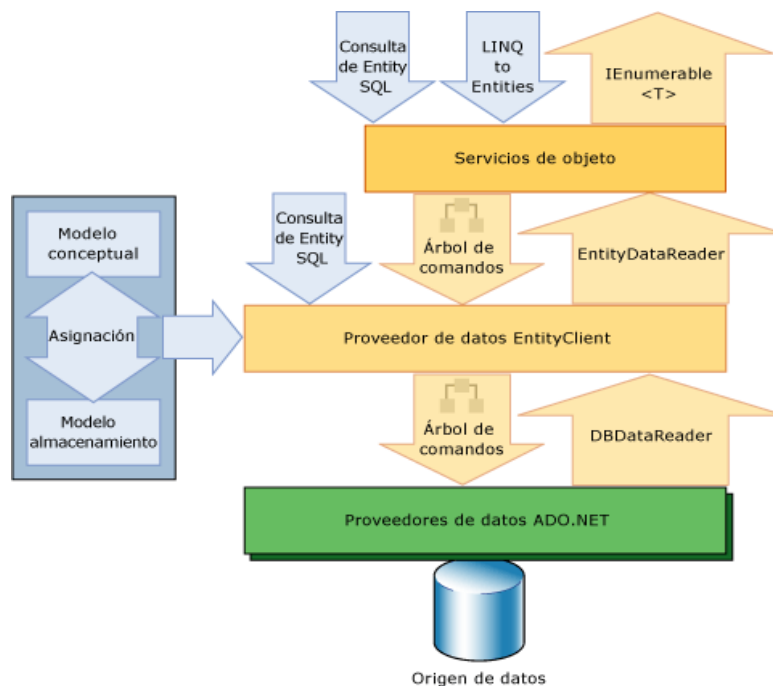 Consulta
de Entity
SQL
LINQ
to
Entities
IEnumerable
<T>
Servicios de objeto
Modelo
conceptual
Asignación
Modelo
almacenamiento
Consulta
de Entity
SQL
Árbol de
comandos
EntityDataReader
Proveedor de datos EntityClient
Árbol de
comandos
DBDataReader
Proveedores de datos ADO.NET
Origen de datos